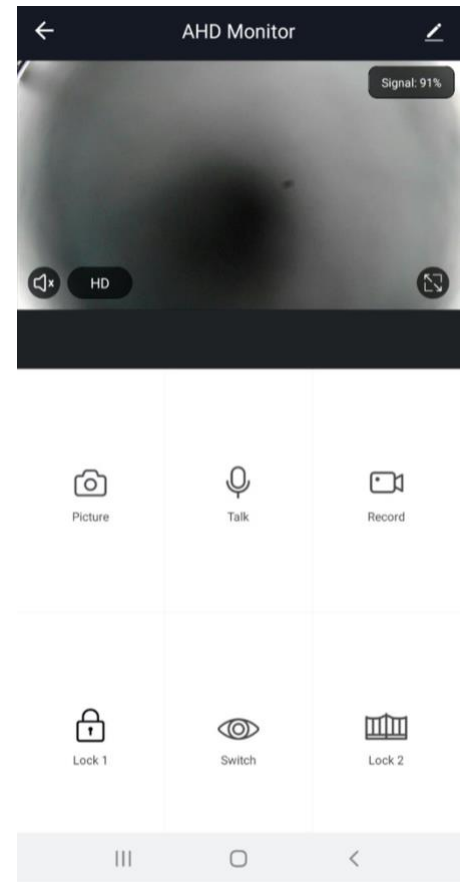 AHD Monitor
Signal: 91%
HD
Picture
Talk
Record
Lock 1
Switch
Lock 2